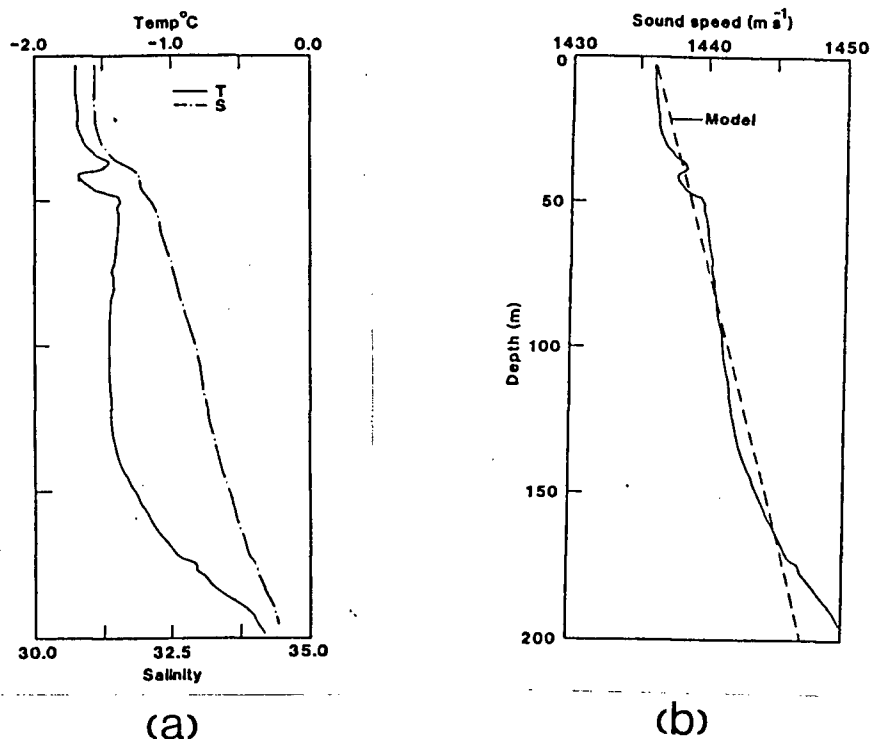 Temp°C
-2.0 -1.0 0.0
T
S
30.0 32.5 35.0
Salinity
(a)
Sound speed (m s⁻¹)
1430 1440 1450
0
Model
50
Depth (m)
100
150
200
(b)